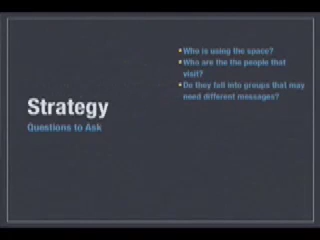 Strategy
Questions to Ask
Who is using the space?
Who are the the people that
visit?
Do they fall into groups that may
need different messages?